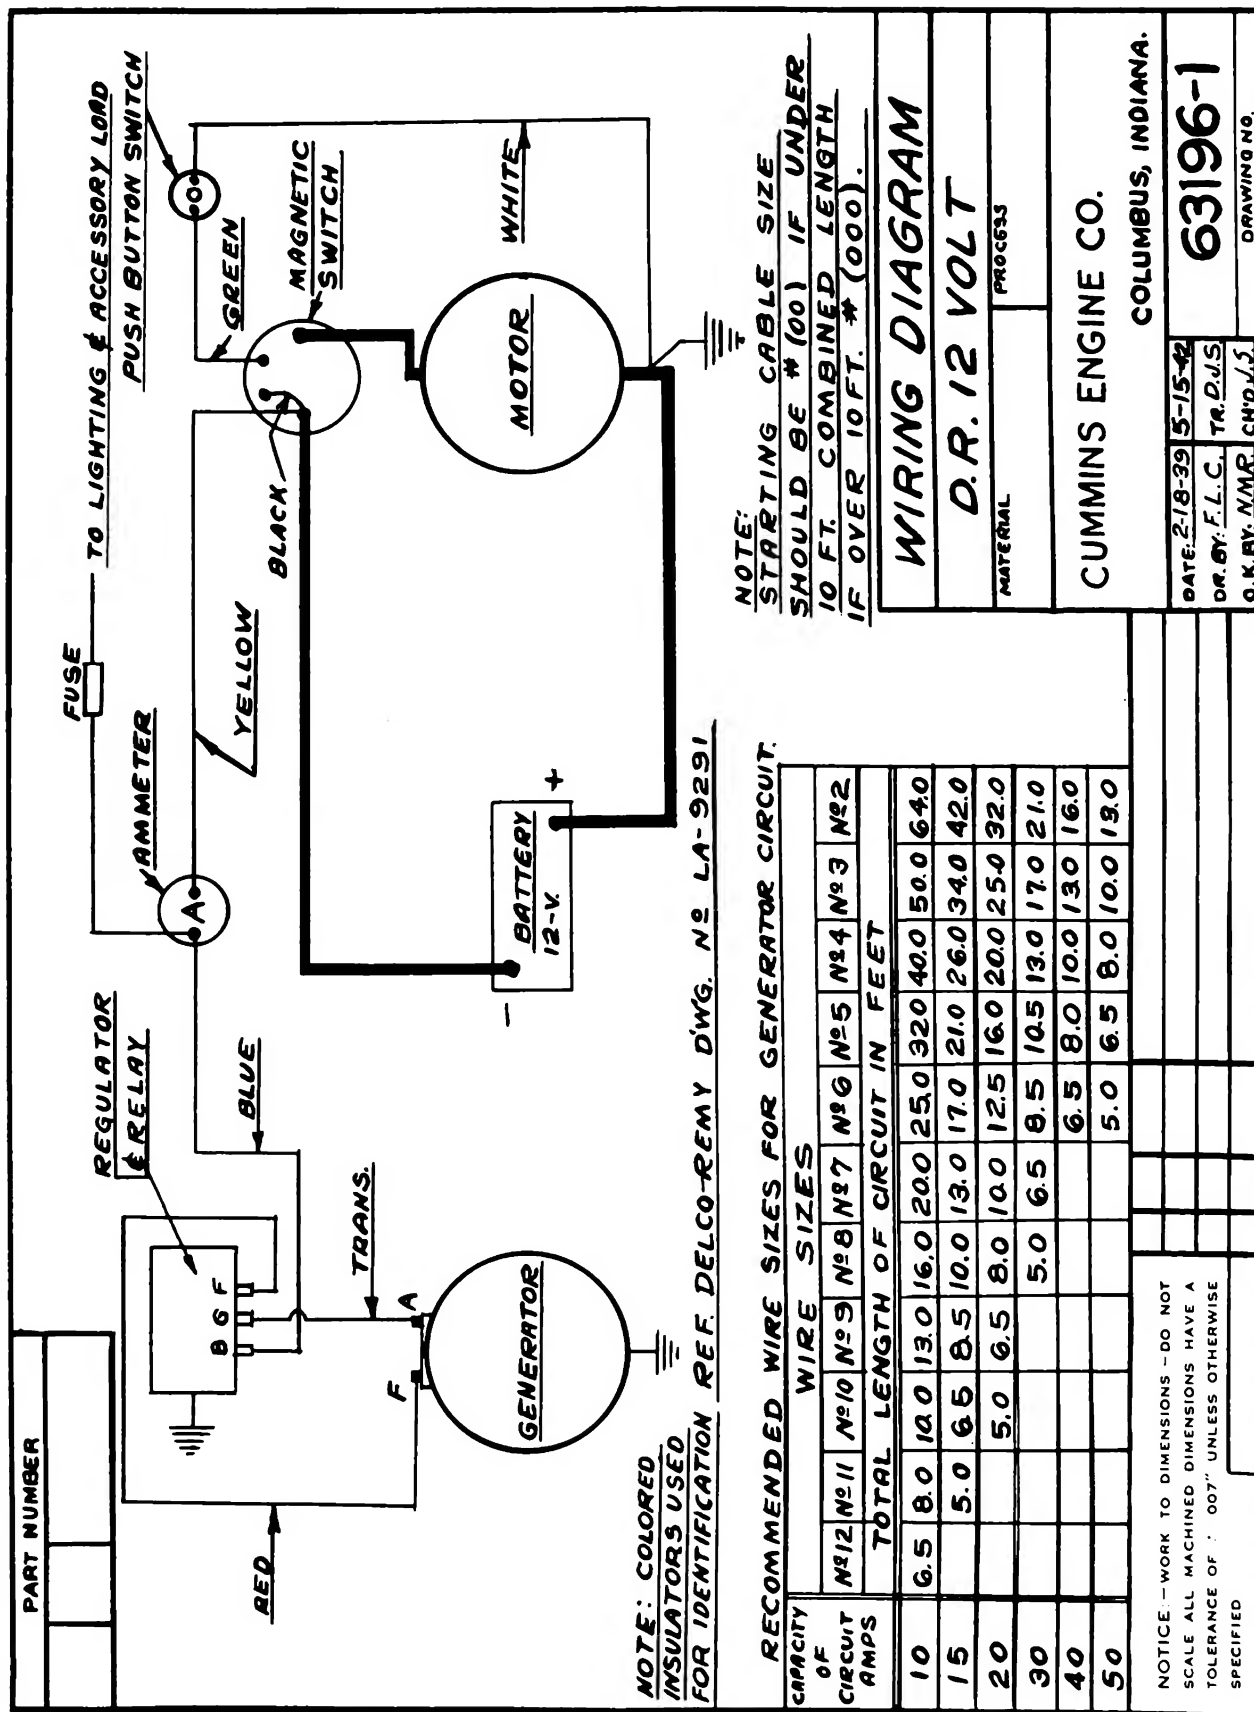 PART NUMBER
FUSE
TO LIGHTING & ACCESSORY LOAD
PUSH BUTTON SWITCH
REGULATOR
& RELAY
AMMETER
A
YELLOW
GREEN
MAGNETIC
SWITCH
BLACK
WHITE
BLUE
RED
B G F
TRANS.
F
A
GENERATOR
BATTERY
12-V.
-
+
MOTOR
NOTE: COLORED
INSULATORS USED
FOR IDENTIFICATION
REF. DELCO-REMY D'WG. Nº LA-9291
NOTE:
STARTING CABLE SIZE
SHOULD BE # (00) IF UNDER
10 FT. COMBINED LENGTH
IF OVER 10 FT. # (000).
RECOMMENDED WIRE SIZES FOR GENERATOR CIRCUIT.
CAPACITY
OF
CIRCUIT
AMPS
WIRE SIZES
Nº12 Nº11 Nº10 Nº9 Nº8 Nº7 Nº6 Nº5 Nº4 Nº3 Nº2
TOTAL LENGTH OF CIRCUIT IN FEET
10 6.5 8.0 10.0 13.0 16.0 20.0 25.0 32.0 40.0 50.0 64.0
15 5.0 6.5 8.5 10.0 13.0 17.0 21.0 26.0 34.0 42.0
20 5.0 6.5 8.0 10.0 12.5 16.0 20.0 25.0 32.0
30 5.0 6.5 8.5 10.5 13.0 17.0 21.0
40 6.5 8.0 10.0 13.0 16.0
50 5.0 6.5 8.0 10.0 13.0
NOTICE:-WORK TO DIMENSIONS-DO NOT
SCALE ALL MACHINED DIMENSIONS HAVE A
TOLERANCE OF : 007" UNLESS OTHERWISE
SPECIFIED
WIRING DIAGRAM
D.R. 12 VOLT
MATERIAL
PROCESS
CUMMINS ENGINE CO.
COLUMBUS, INDIANA.
DATE: 2-18-39 5-15-42
DR. BY: F.L.C. TR. D.J.S.
O.K. BY: N.M.R. CH'D J.S.
63196-1
DRAWING NO.